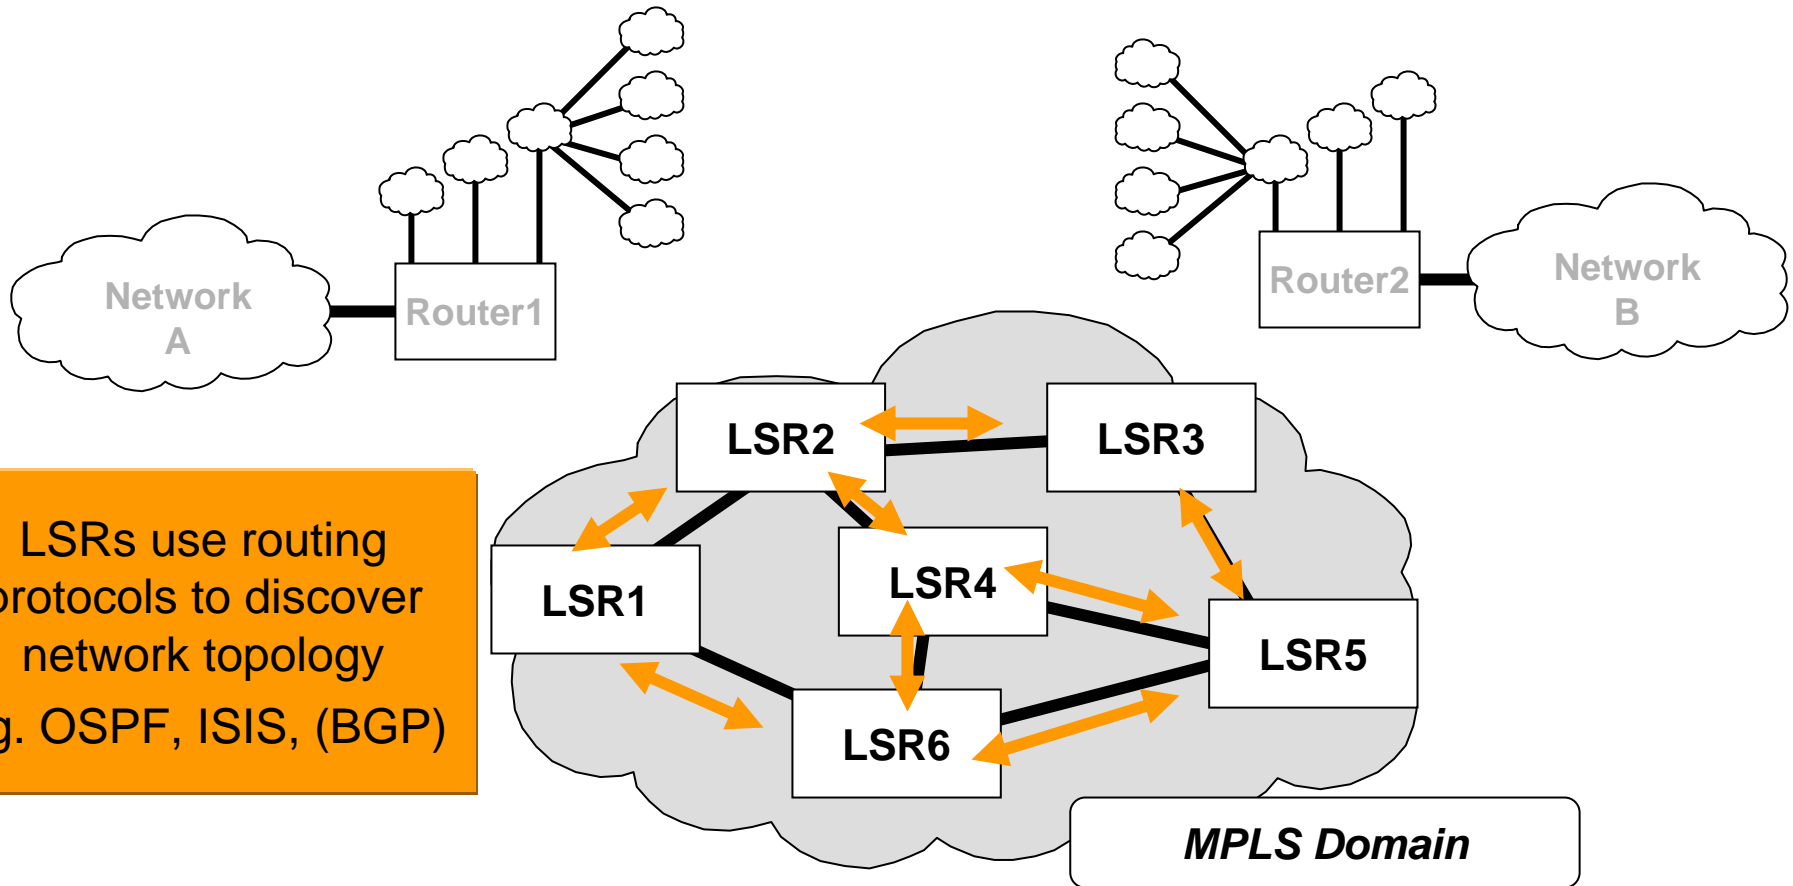 Network
A
Router1
Router2
Network
B
LSR2
LSR3
LSRs use routing
protocols to discover
network topology
g. OSPF, ISIS, (BGP)
LSR1
LSR4
LSR5
LSR6
MPLS Domain